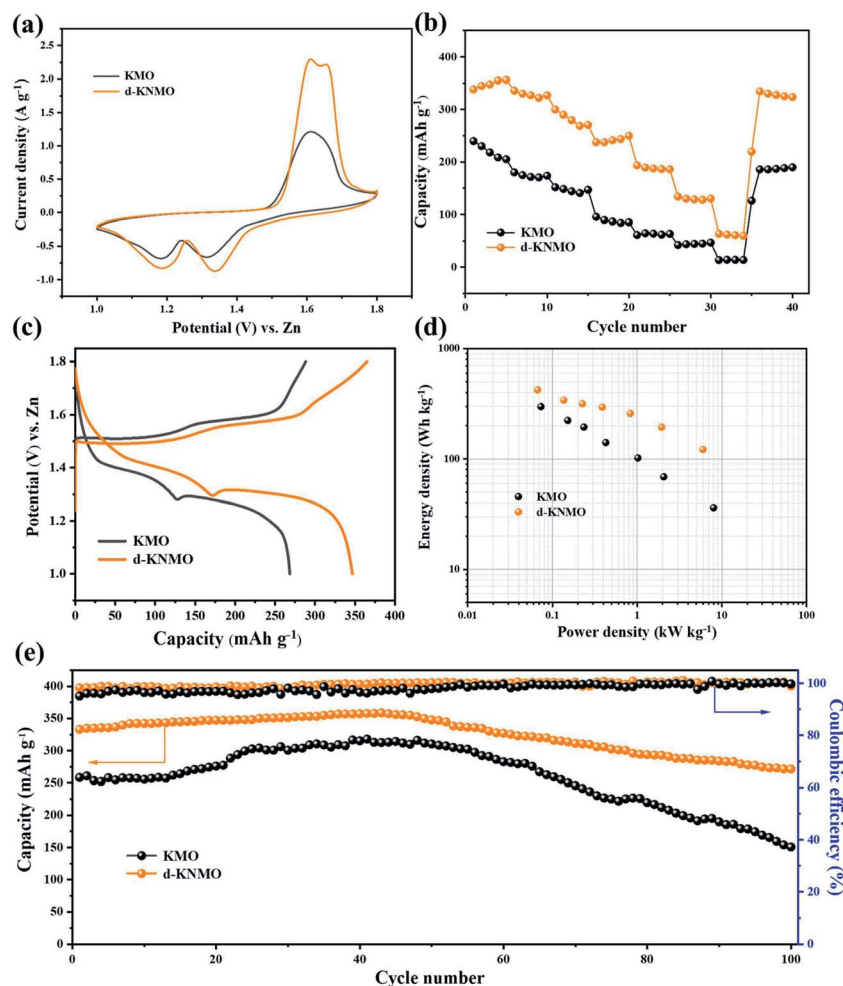 (a)
2.5
2.0
1.5
1.0
0.5
0.0
-0.5
-1.0
Current density (A g⁻¹)
KMO
d-KNMO
1.0 1.2 1.4 1.6 1.8
Potential (V) vs. Zn
(b)
400
300
200
100
0
Capacity (mAh g⁻¹)
KMO
d-KNMO
0 10 20 30 40
Cycle number
(c)
1.8
1.6
1.4
1.2
1.0
Potential (V) vs. Zn
KMO
d-KNMO
0 50 100 150 200 250 300 350 400
Capacity (mAh g⁻¹)
(d)
1000
100
10
Energy density (Wh kg⁻¹)
KMO
d-KNMO
0.01 0.1 1 10 100
Power density (kW kg⁻¹)
(e)
400
350
300
250
200
150
100
50
0
Capacity (mAh g⁻¹)
KMO
d-KNMO
100
80
60
40
20
0
Coulombic efficiency (%)
0 20 40 60 80 100
Cycle number